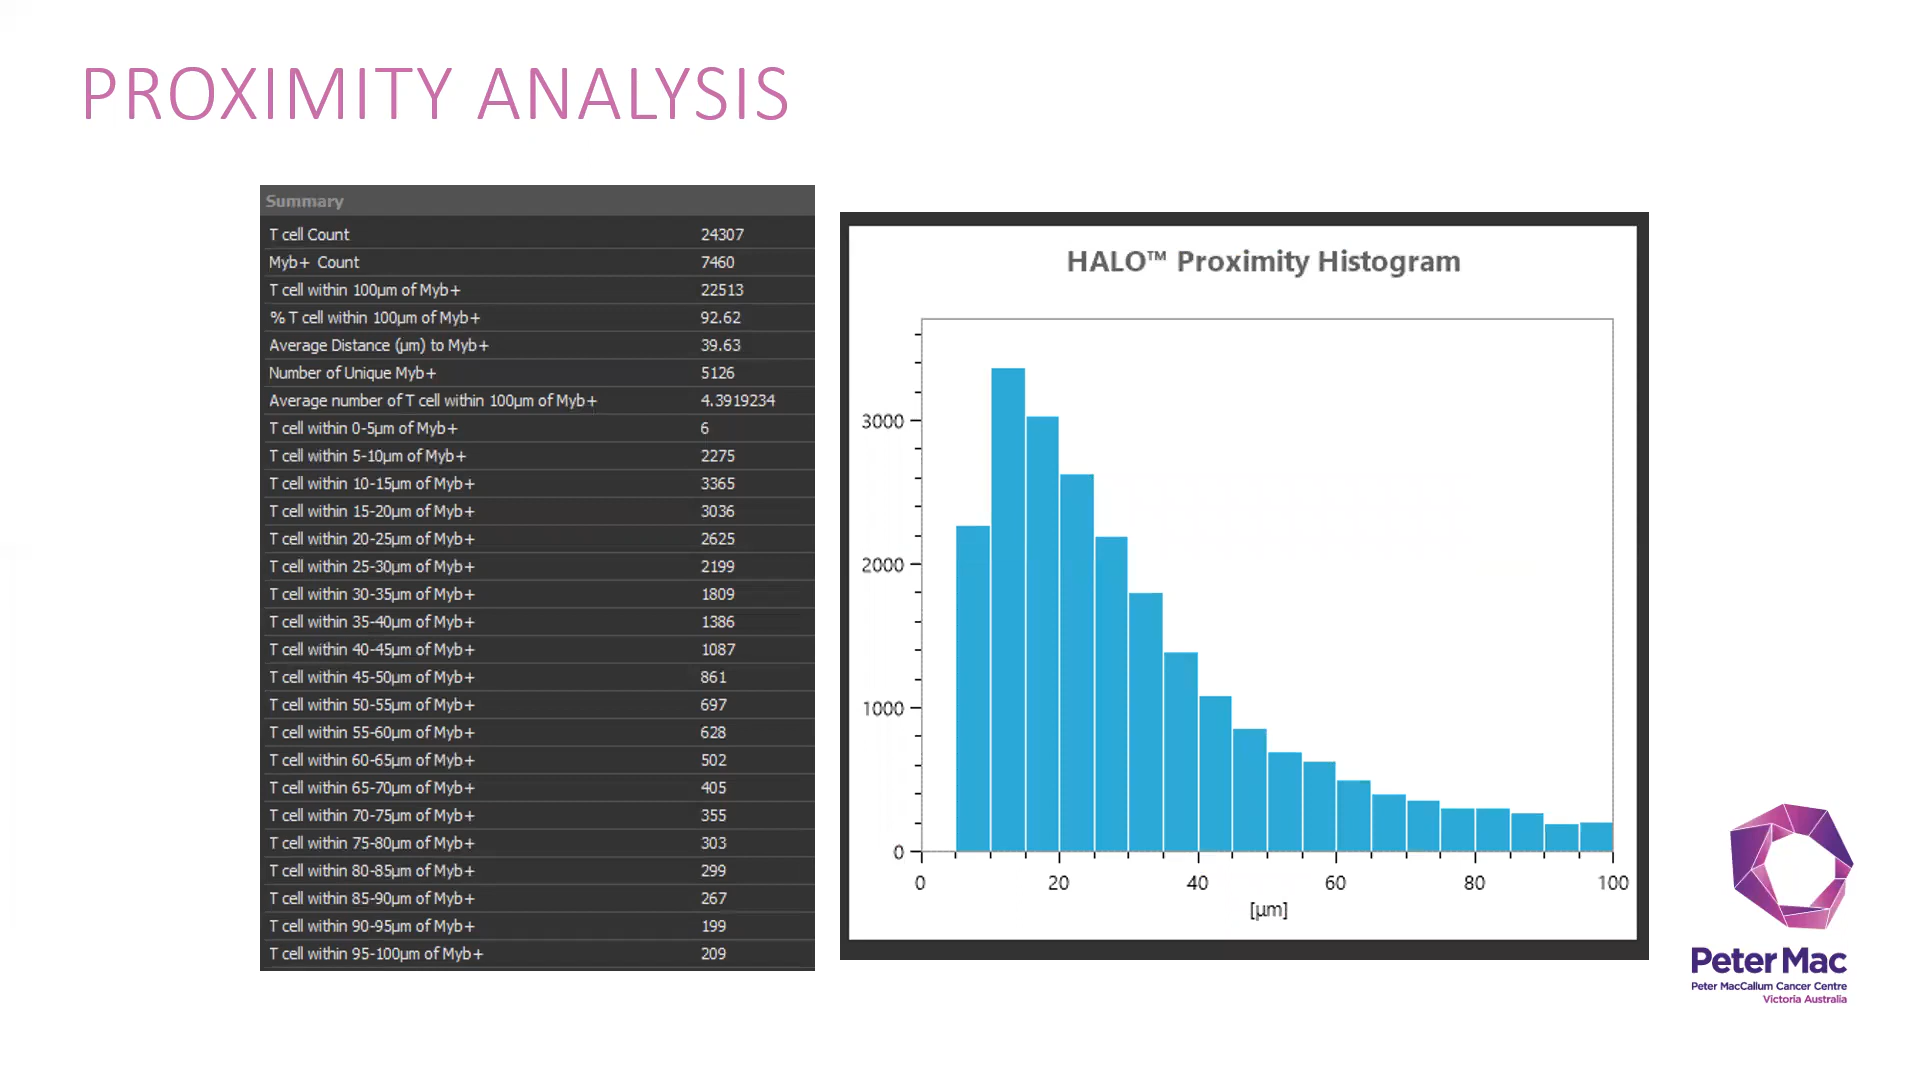 PROXIMITY ANALYSIS
Summary
T cell Count 24307
Myb+ Count 7460
T cell within 100µm of Myb+ 22513
% T cell within 100µm of Myb+ 92.62
Average Distance (µm) to Myb+ 39.63
Number of Unique Myb+ 5126
Average number of T cell within 100µm of Myb+ 4.3919234
T cell within 0-5µm of Myb+ 6
T cell within 5-10µm of Myb+ 2275
T cell within 10-15µm of Myb+ 3365
T cell within 15-20µm of Myb+ 3036
T cell within 20-25µm of Myb+ 2625
T cell within 25-30µm of Myb+ 2199
T cell within 30-35µm of Myb+ 1809
T cell within 35-40µm of Myb+ 1386
T cell within 40-45µm of Myb+ 1087
T cell within 45-50µm of Myb+ 861
T cell within 50-55µm of Myb+ 697
T cell within 55-60µm of Myb+ 628
T cell within 60-65µm of Myb+ 502
T cell within 65-70µm of Myb+ 405
T cell within 70-75µm of Myb+ 355
T cell within 75-80µm of Myb+ 303
T cell within 80-85µm of Myb+ 299
T cell within 85-90µm of Myb+ 267
T cell within 90-95µm of Myb+ 199
T cell within 95-100µm of Myb+ 209
HALO™ Proximity Histogram
3000
2000
1000
0
0 20 40 60 80 100
[µm]
Peter Mac
Peter MacCallum Cancer Centre
Victoria Australia